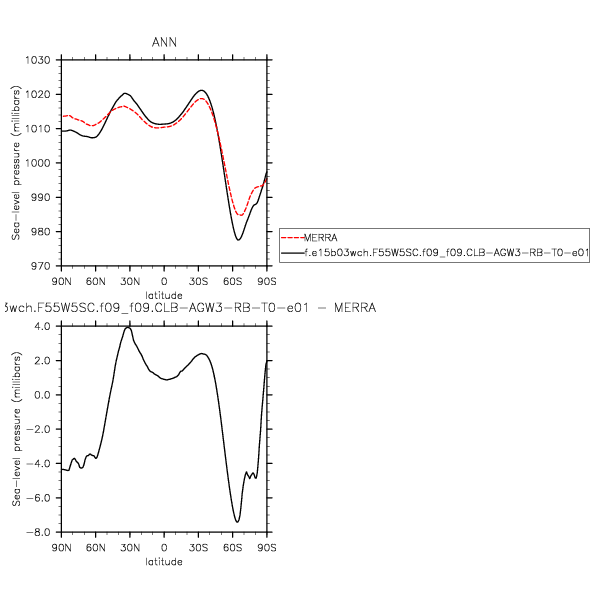 ANN
1030
1020
1010
1000
990
980
970
Sea-level pressure (millibars)
90N 60N 30N 0 30S 60S 90S
latitude
MERRA
f.e15b03wch.F55W5SC.f09_f09.CLB-AGW3-RB-T0-e01
3wch.F55W5SC.f09_f09.CLB-AGW3-RB-T0-e01 - MERRA
4.0
2.0
0.0
-2.0
-4.0
-6.0
-8.0
Sea-level pressure (millibars)
90N 60N 30N 0 30S 60S 90S
latitude